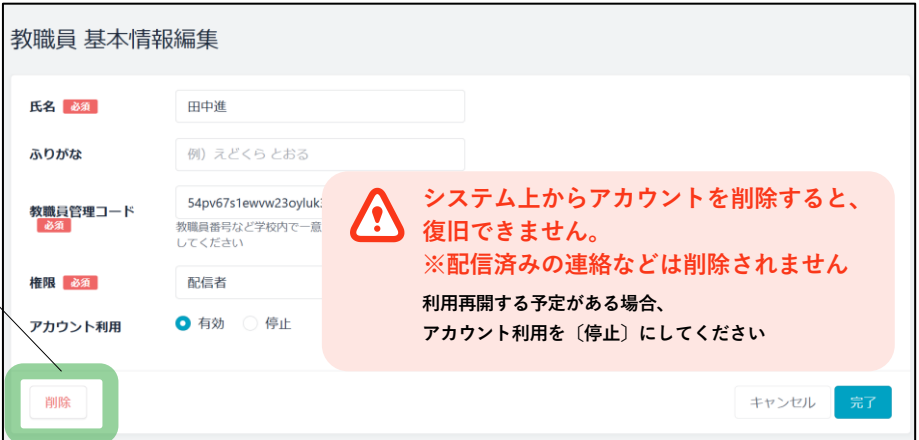 教職員 基本情報編集
氏名 必須
田中進
ふりがな
例）えどくら とおる
教職員管理コード
必須
54pv67s1ewvw23oyluk
教職員番号など学校内で一意
してください
権限 必須
配信者
アカウント利用
有効 停止
システム上からアカウントを削除すると、
復旧できません。
※配信済みの連絡などは削除されません
利用再開する予定がある場合、
アカウント利用を〔停止〕にしてください
削除
キャンセル 完了